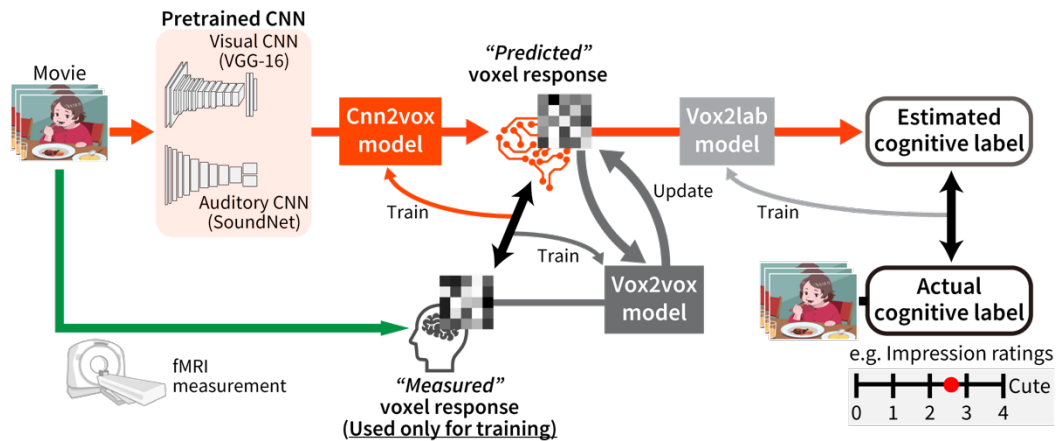 Pretrained CNN
Visual CNN
(VGG-16)
Movie
Auditory CNN
(SoundNet)
Cnn2vox
model
“Predicted”
voxel response
Vox2lab
model
Estimated
cognitive label
Train
Update
Train
Train
Vox2vox
model
Actual
cognitive label
fMRI
measurement
“Measured”
voxel response
(Used only for training)
e.g. Impression ratings
Cute
0 1 2 3 4